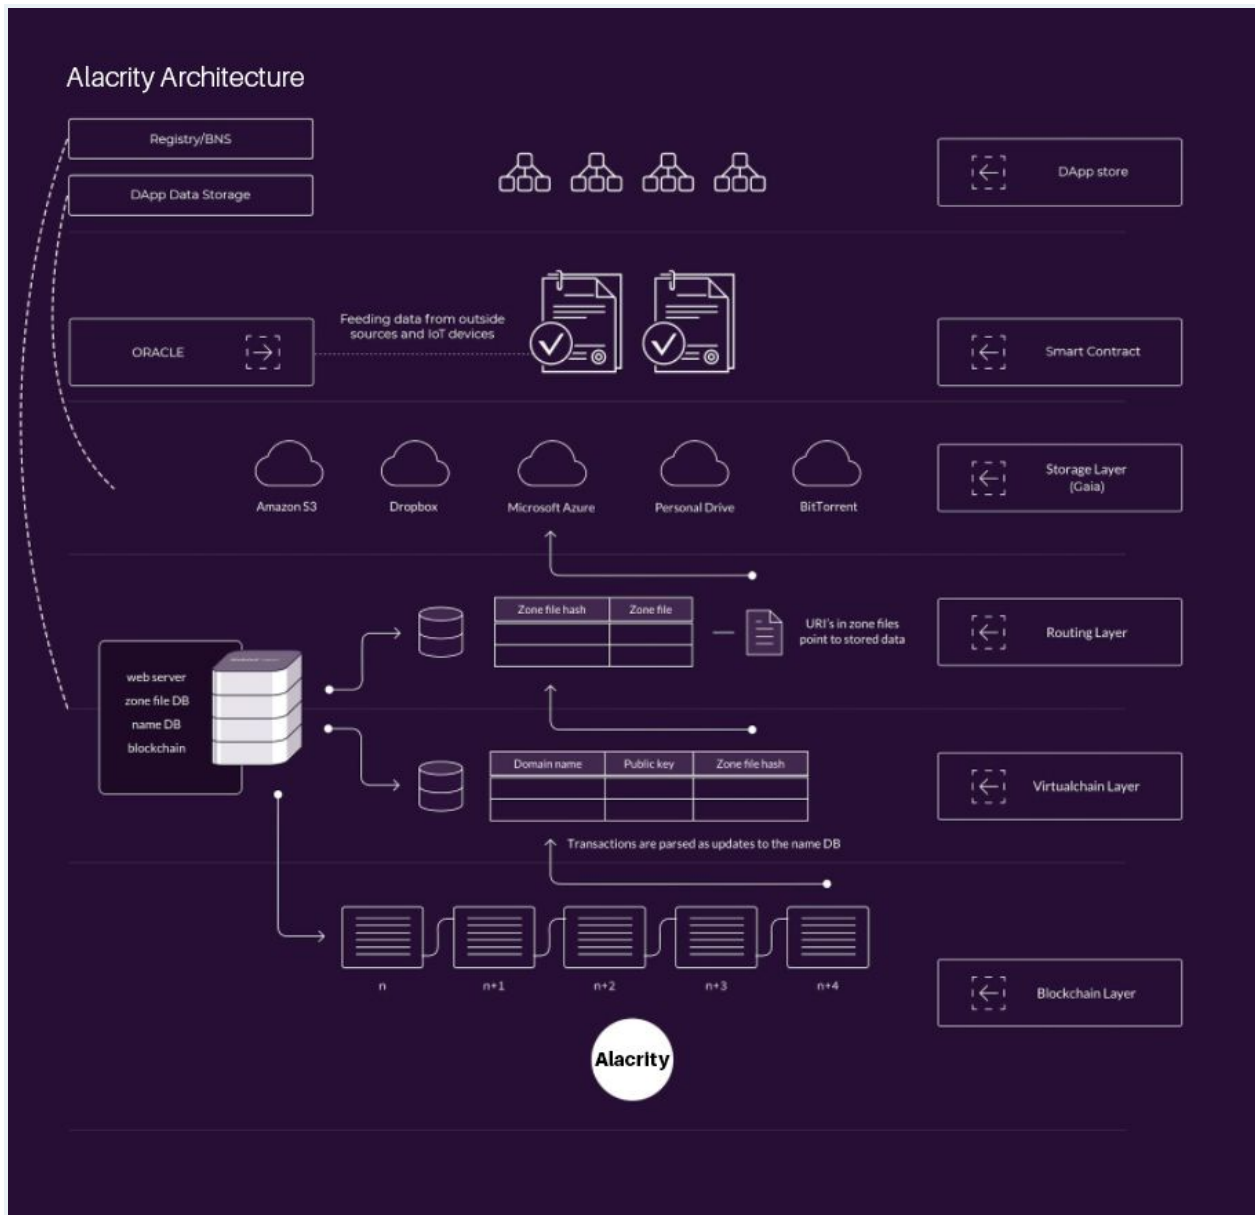 Alacrity Architecture
Registry/BNS
DApp Data Storage
DApp store
ORACLE
Feeding data from outside
sources and IoT devices
Smart Contract
Amazon S3
Dropbox
Microsoft Azure
Personal Drive
BitTorrent
Storage Layer
(Gaia)
Zone file hash
Zone file
URI's in zone files
point to stored data
Routing Layer
web server
zone file DB
name DB
blockchain
Domain name
Public key
Zone file hash
Virtualchain Layer
Transactions are parsed as updates to the name DB
n
n+1
n+2
n+3
n+4
Blockchain Layer
Alacrity